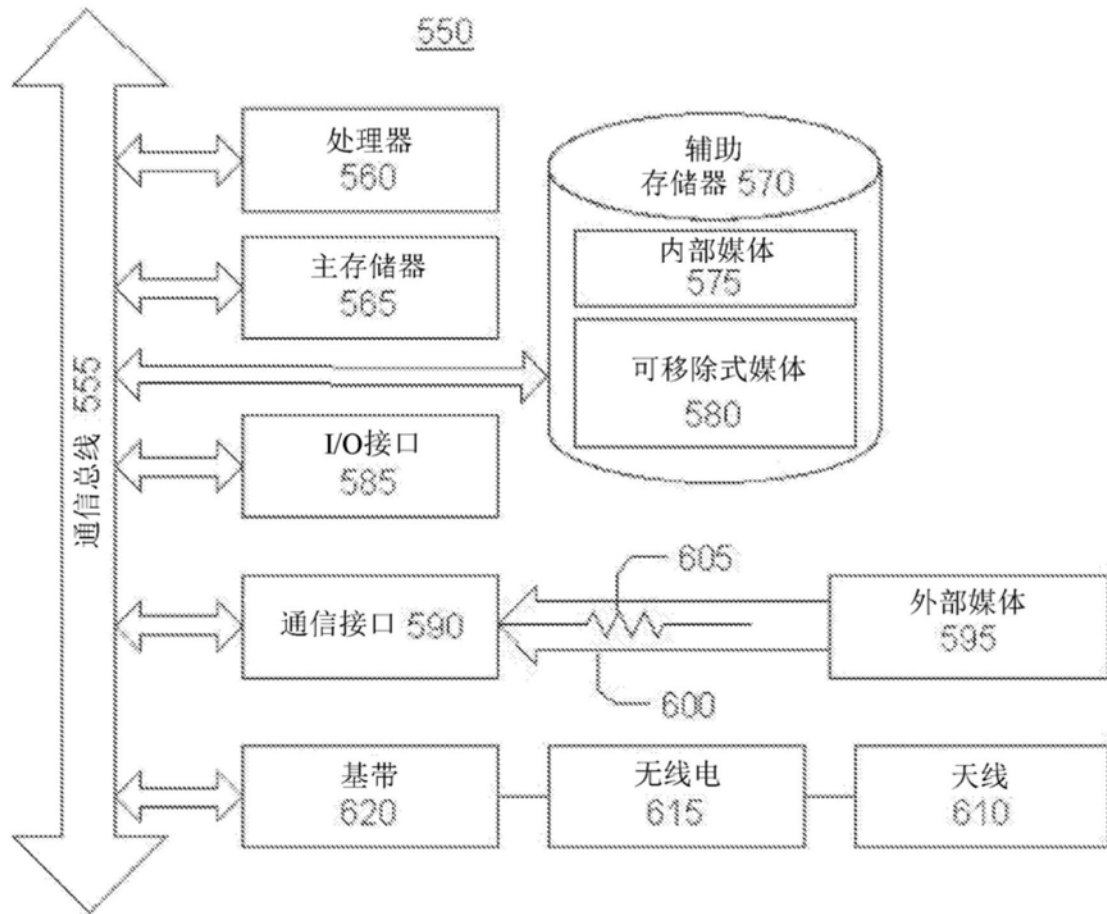 550
处理器
560
辅助
存储器 570
主存储器
565
内部媒体
575
可移除式媒体
580
通信总线 555
I/O接口
585
605
通信接口 590
外部媒体
595
600
基带
620
无线电
615
天线
610